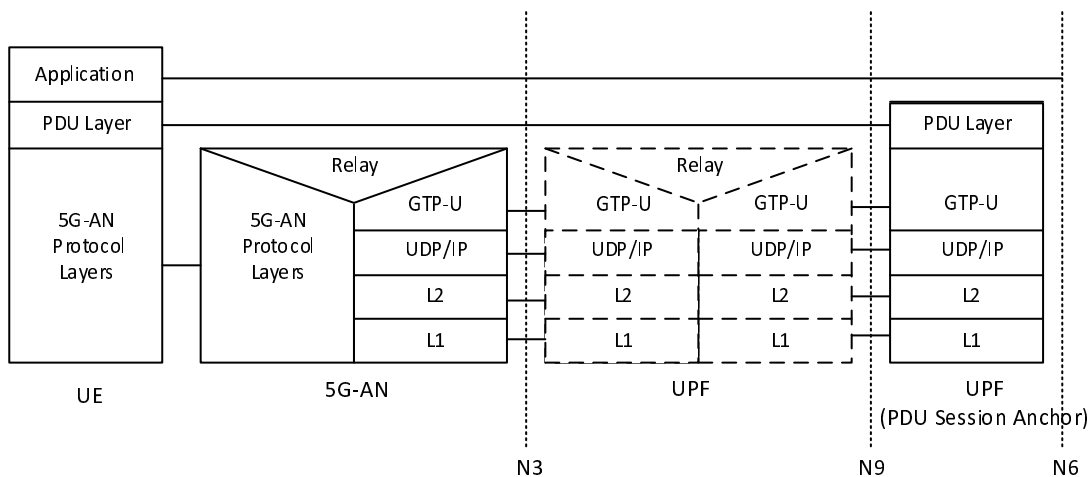 Application
PDU Layer
PDU Layer
Relay
Relay
5G-AN
Protocol
Layers
5G-AN
Protocol
Layers
GTP-U
GTP-U
GTP-U
GTP-U
UDP/IP
UDP/IP
UDP/IP
UDP/IP
L2
L2
L2
L2
L1
L1
L1
L1
UE
5G-AN
UPF
UPF
(PDU Session Anchor)
N3
N9
N6